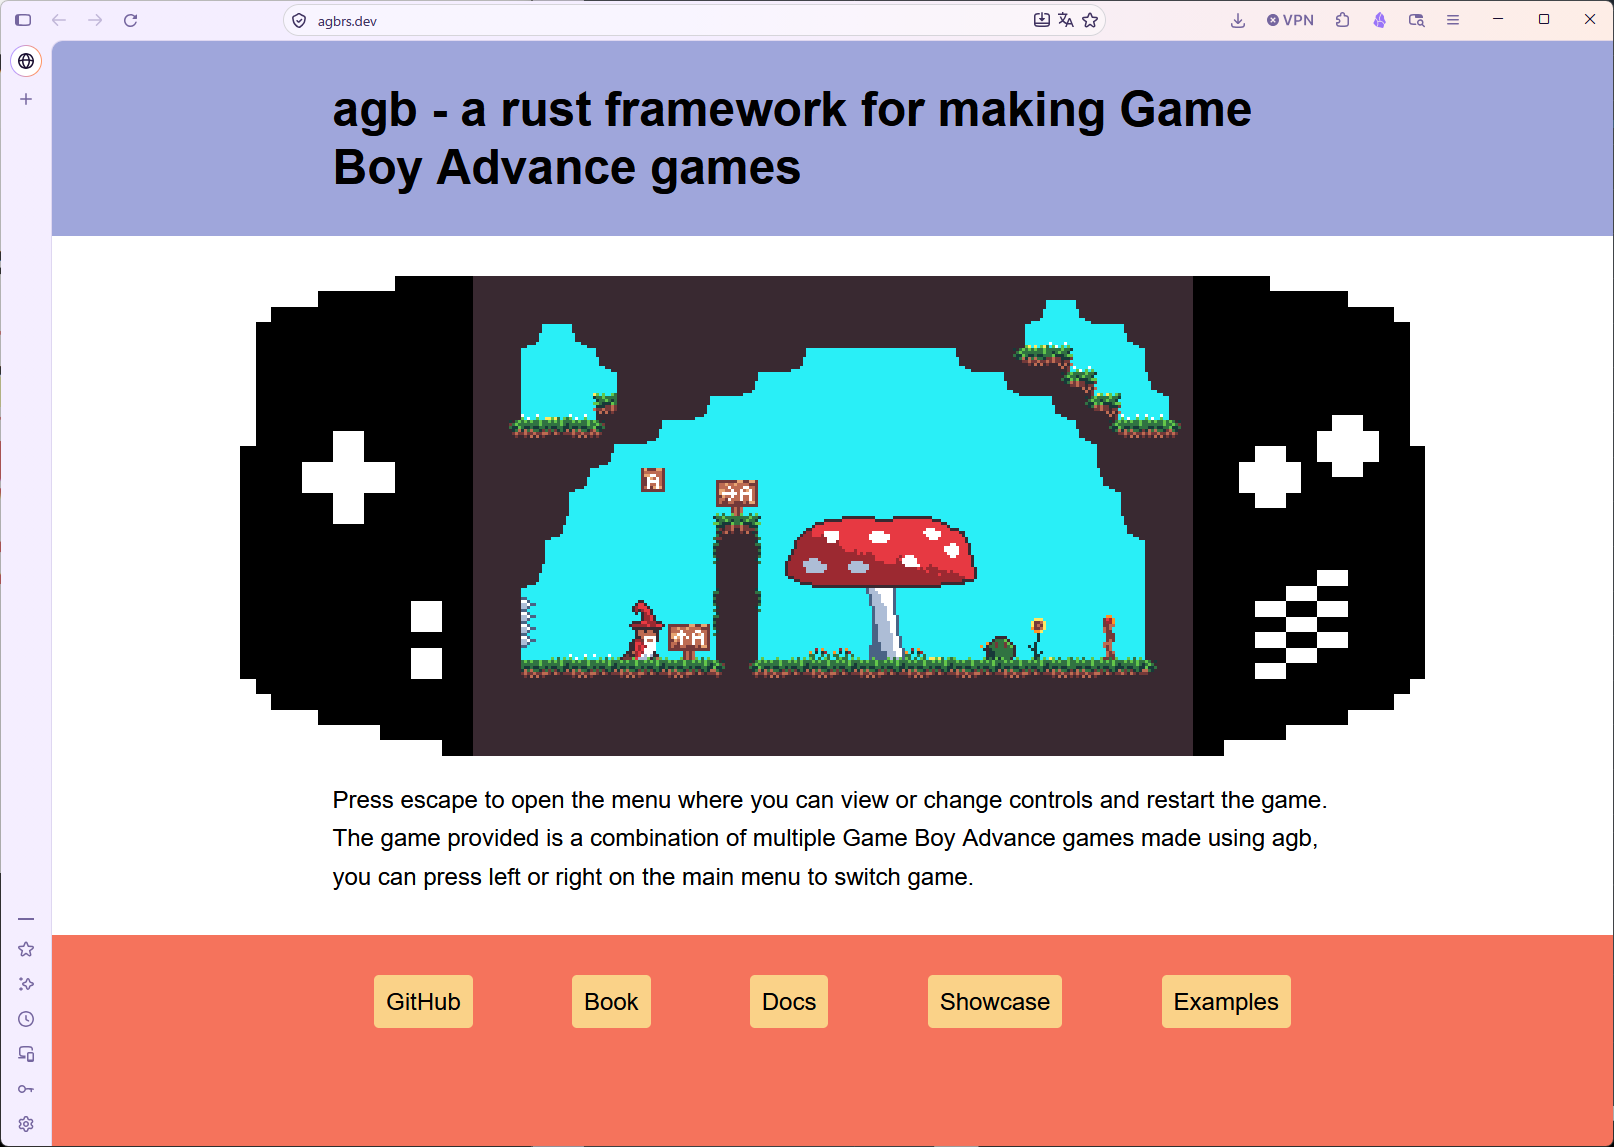 agbrs.dev
VPN
agb - a rust framework for making Game
Boy Advance games
A
→A
↑A
Press escape to open the menu where you can view or change controls and restart the game.
The game provided is a combination of multiple Game Boy Advance games made using agb,
you can press left or right on the main menu to switch game.
GitHub
Book
Docs
Showcase
Examples